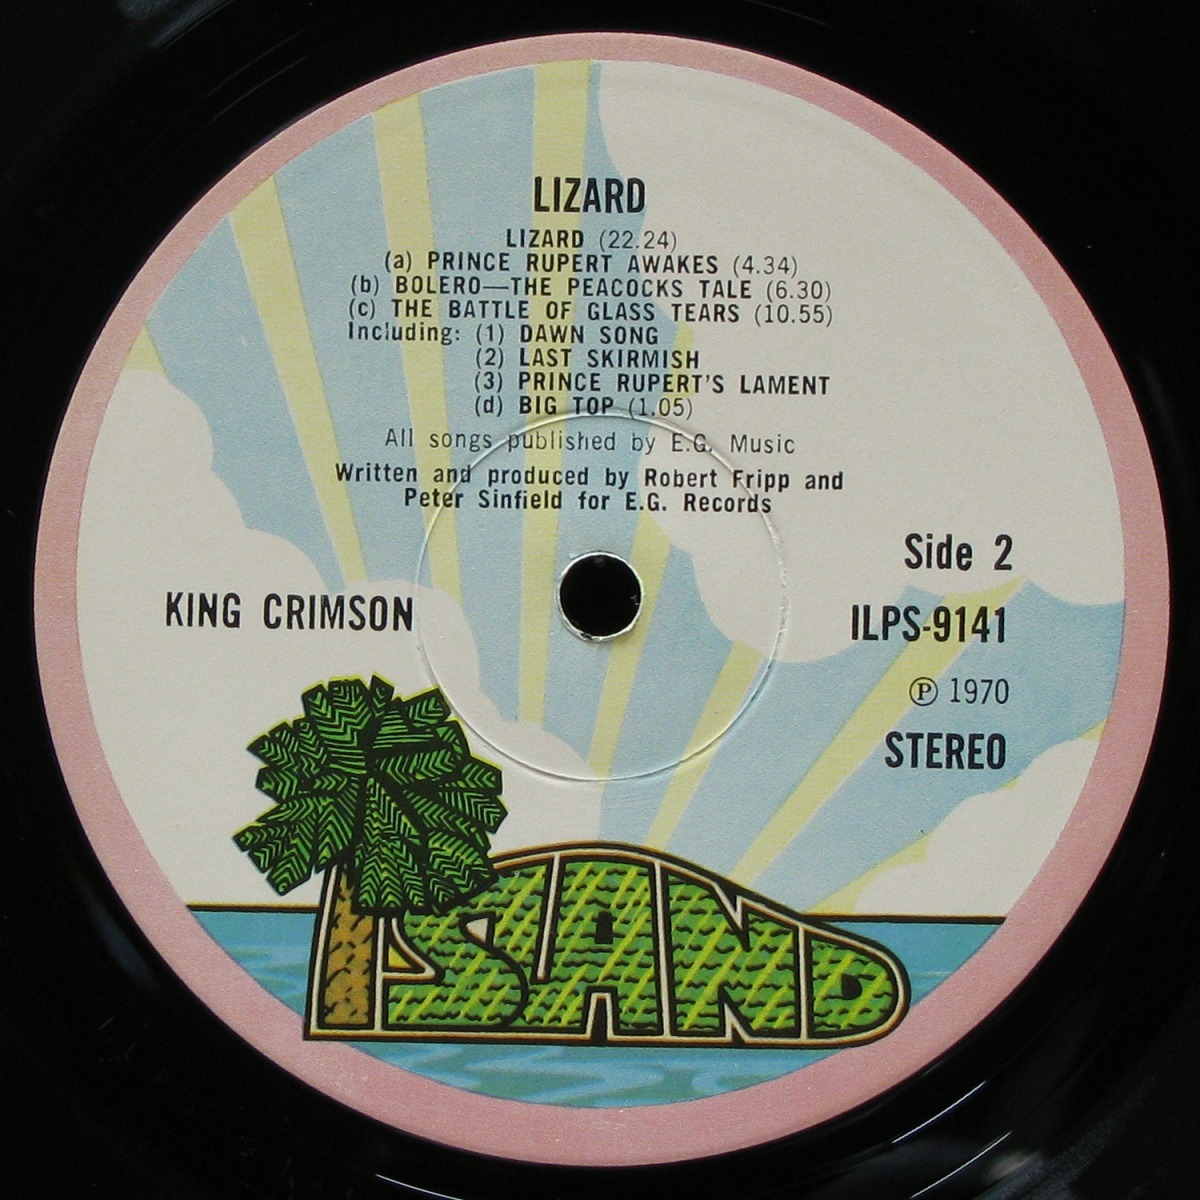 LIZARD
LIZARD (22.24)
(a) PRINCE RUPERT AWAKES (4.34)
(b) BOLERO—THE PEACOCKS TALE (6.30)
(c) THE BATTLE OF GLASS TEARS (10.55)
Including: (1) DAWN SONG
(2) LAST SKIRMISH
(3) PRINCE RUPERT'S LAMENT
(d) BIG TOP (1.05)
All songs published by E.G. Music
Written and produced by Robert Fripp and
Peter Sinfield for E.G. Records
Side 2
KING CRIMSON
ILPS-9141
℗ 1970
STEREO
ISLAND